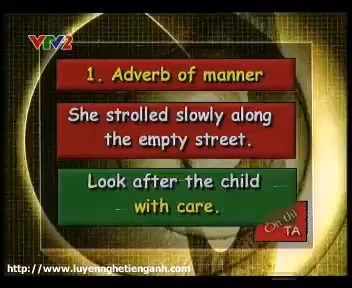 VTV2
1. Adverb of manner
She strolled slowly along
the empty street.
Look after the child
with care.
Ôn thi
TA
http://www.luyennghetienganh.com